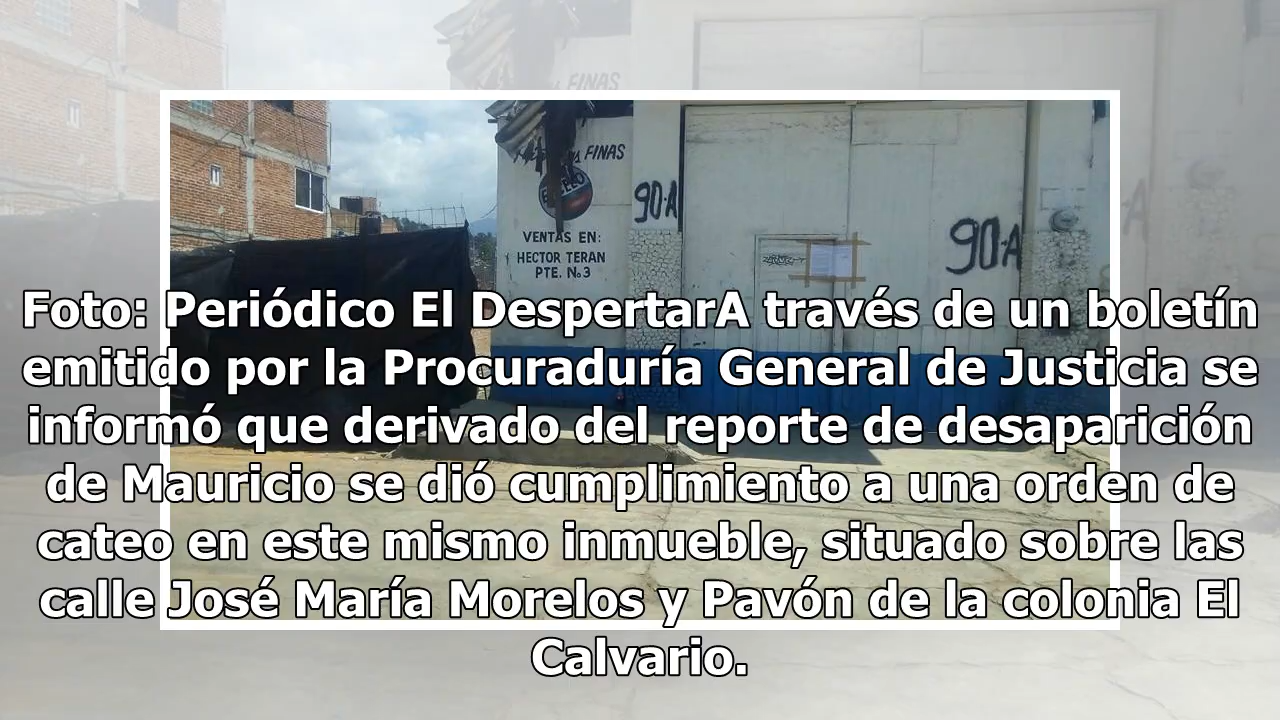 FINAS
FINAS
90-A
VENTAS EN:
HECTOR TERAN
PTE. No 3
90-A
Foto: Periódico El DespertarA través de un boletín
emitido por la Procuraduría General de Justicia se
informó que derivado del reporte de desaparición
de Mauricio se dió cumplimiento a una orden de
cateo en este mismo inmueble, situado sobre las
calle José María Morelos y Pavón de la colonia El
Calvario.